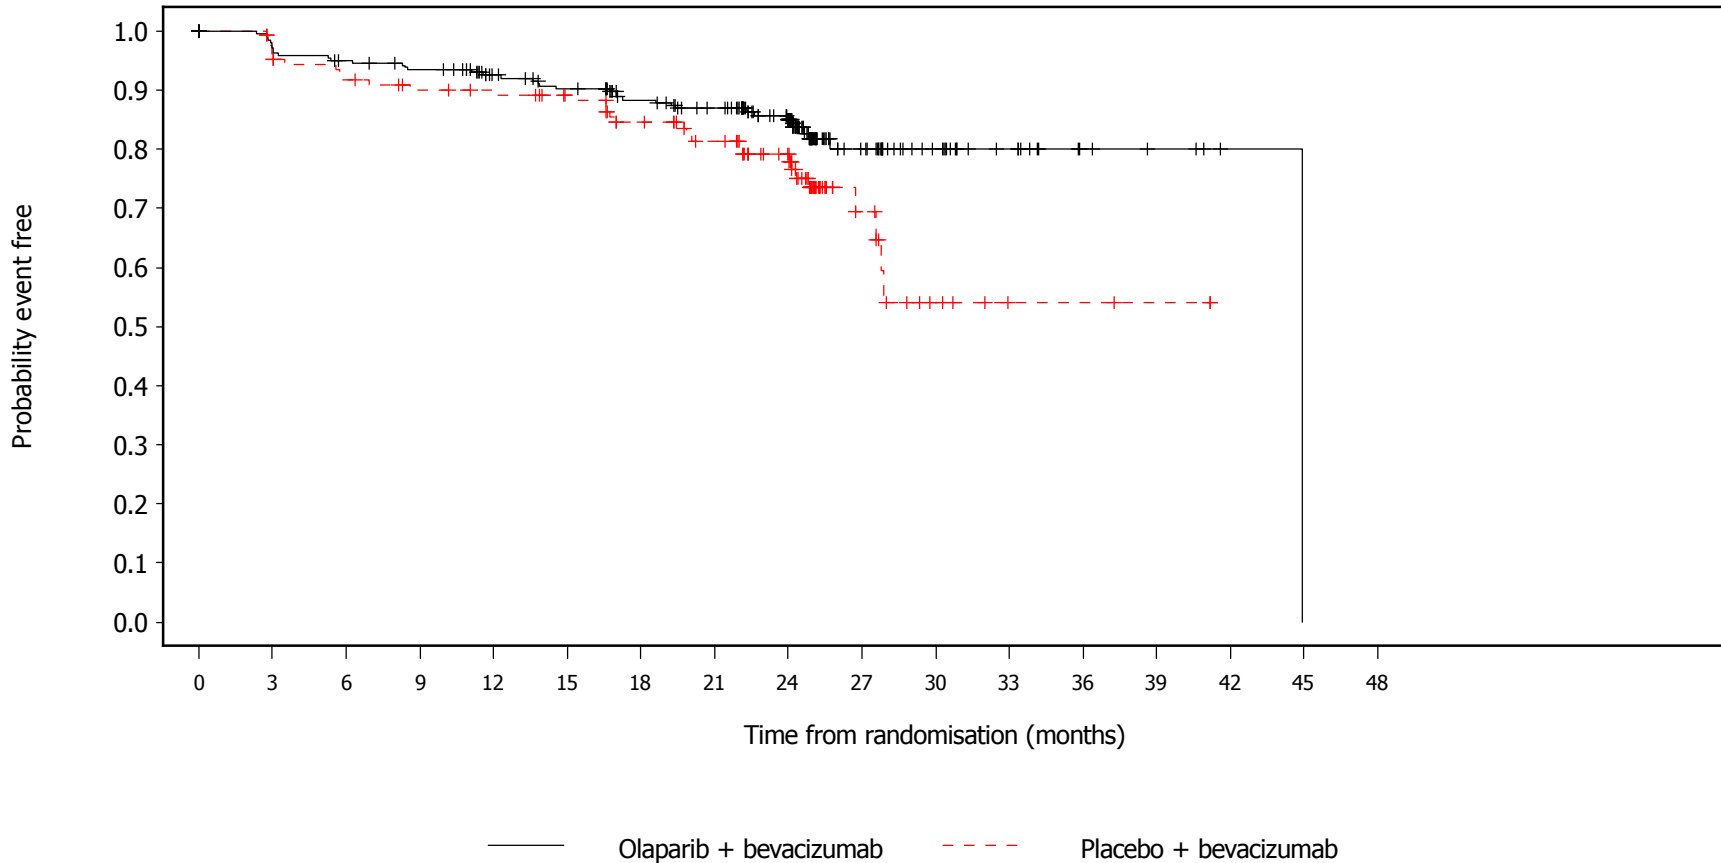 Probability event free
1.0
0.9
0.8
0.7
0.6
0.5
0.4
0.3
0.2
0.1
0.0
0 3 6 9 12 15 18 21 24 27 30 33 36 39 42 45 48
Time from randomisation (months)
Olaparib + bevacizumab Placebo + bevacizumab